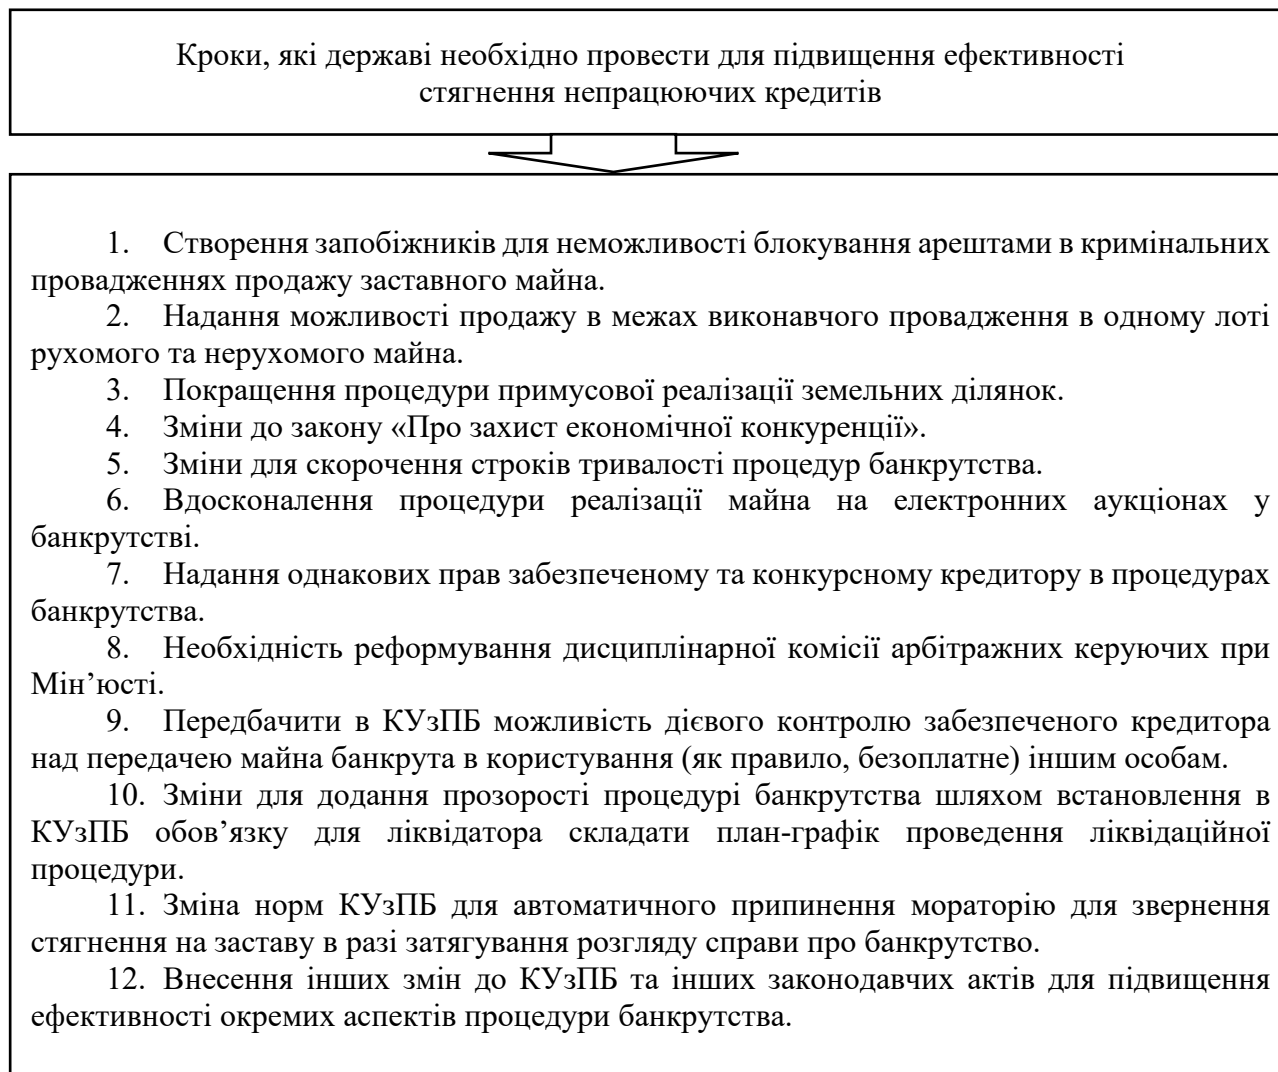 Кроки, які державі необхідно провести для підвищення ефективності
стягнення непрацюючих кредитів
1. Створення запобіжників для неможливості блокування арештами в кримінальних
провадженнях продажу заставного майна.
2. Надання можливості продажу в межах виконавчого провадження в одному лоті
рухомого та нерухомого майна.
3. Покращення процедури примусової реалізації земельних ділянок.
4. Зміни до закону «Про захист економічної конкуренції».
5. Зміни для скорочення строків тривалості процедур банкрутства.
6. Вдосконалення процедури реалізації майна на електронних аукціонах у
банкрутстві.
7. Надання однакових прав забезпеченому та конкурсному кредитору в процедурах
банкрутства.
8. Необхідність реформування дисциплінарної комісії арбітражних керуючих при
Мін’юсті.
9. Передбачити в КУзПБ можливість дієвого контролю забезпеченого кредитора
над передачею майна банкрута в користування (як правило, безоплатне) іншим особам.
10. Зміни для додання прозорості процедурі банкрутства шляхом встановлення в
КУзПБ обов’язку для ліквідатора складати план-графік проведення ліквідаційної
процедури.
11. Зміна норм КУзПБ для автоматичного припинення мораторію для звернення
стягнення на заставу в разі затягування розгляду справи про банкрутство.
12. Внесення інших змін до КУзПБ та інших законодавчих актів для підвищення
ефективності окремих аспектів процедури банкрутства.